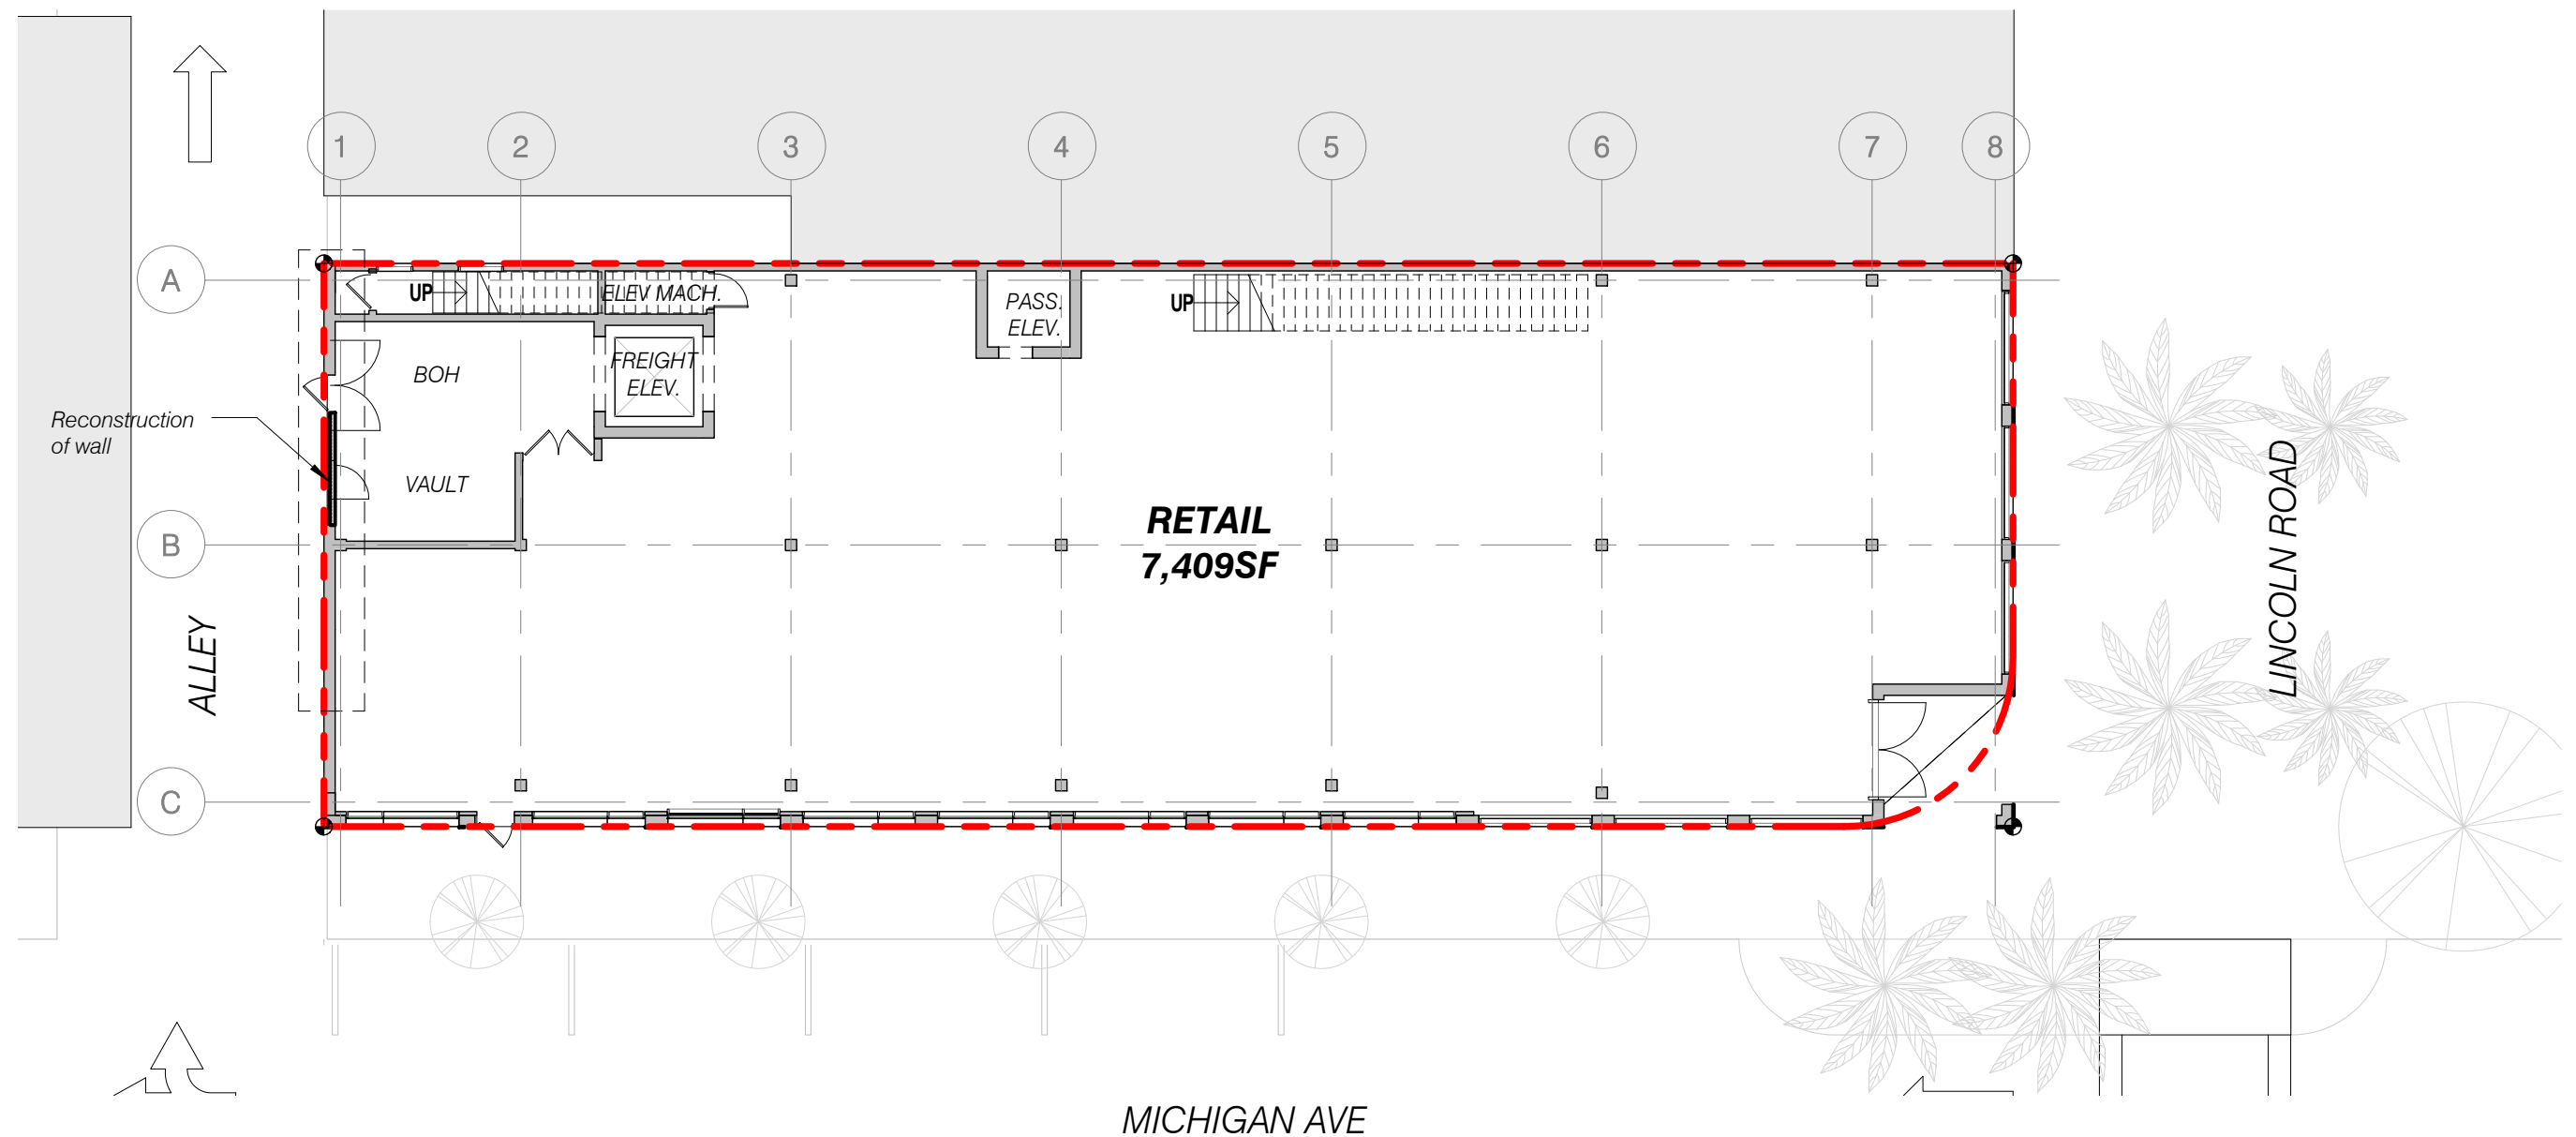 1 2 3 4 5 6 7 8
A
UP
ELEV MACH.
PASS.
ELEV.
UP
FREIGHT
ELEV.
BOH
Reconstruction
of wall
VAULT
RETAIL
7,409SF
B
LINCOLN ROAD
ALLEY
C
MICHIGAN AVE